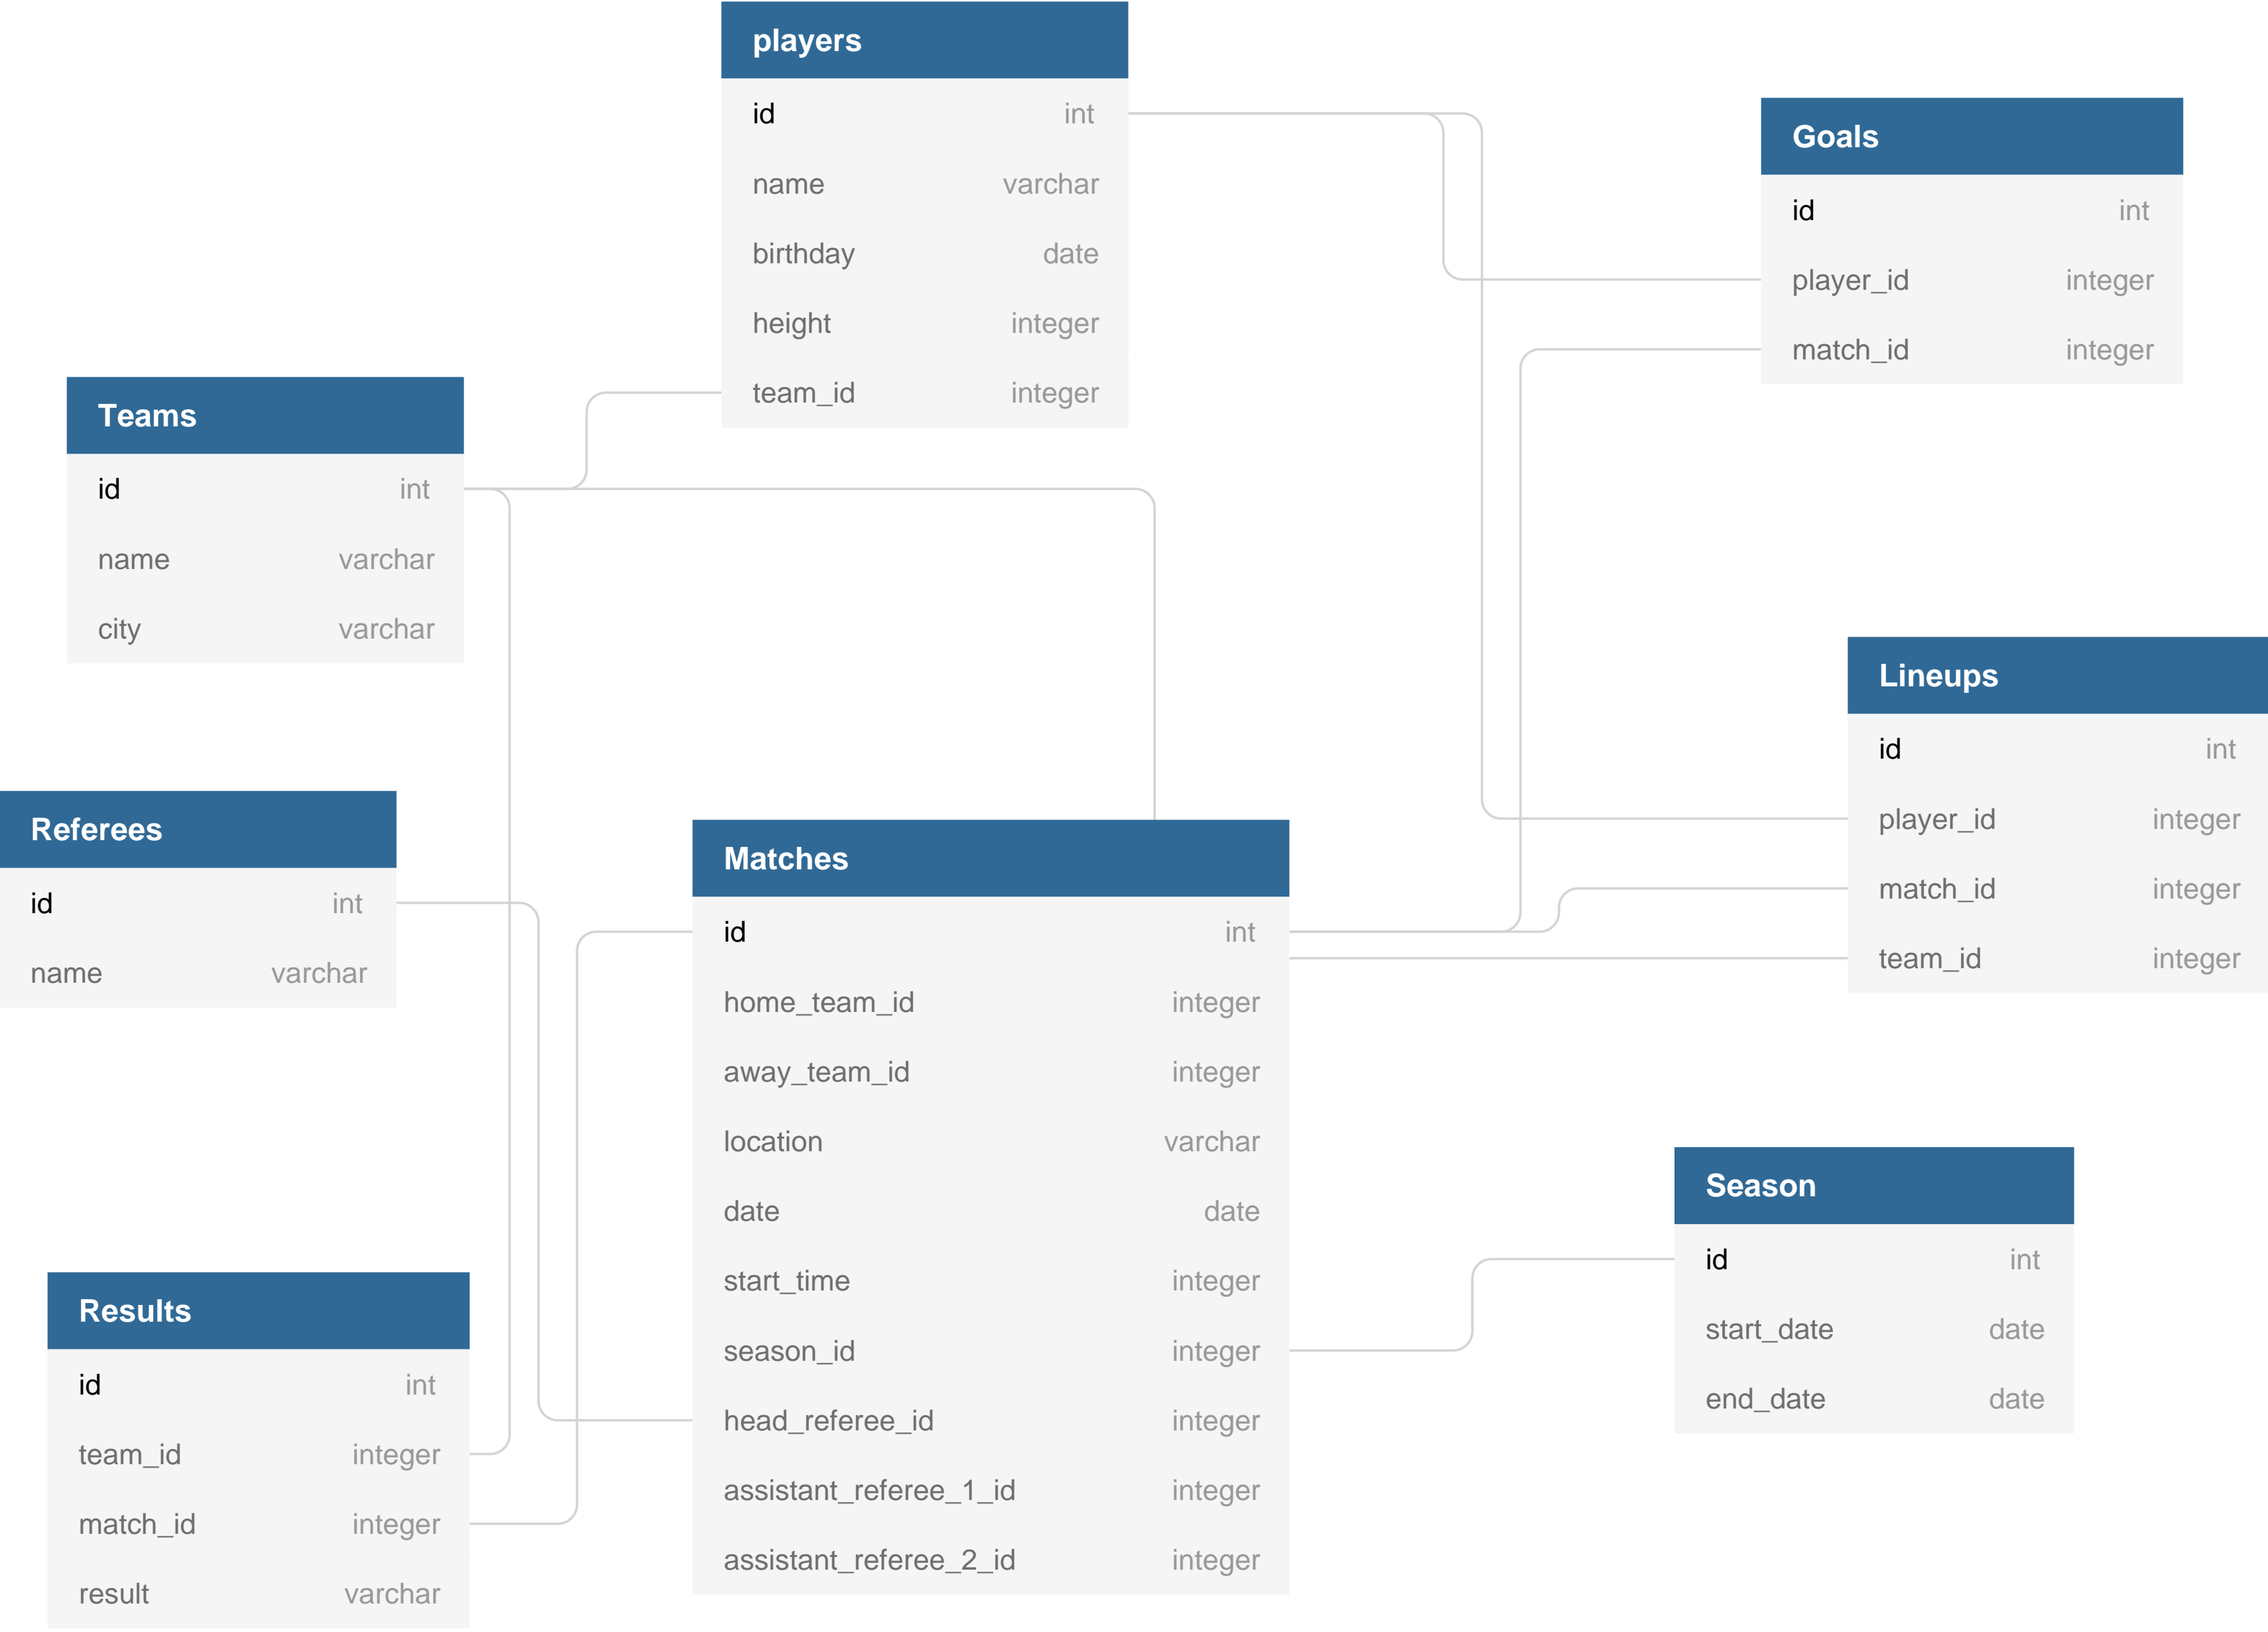 players
id int
name varchar
birthday date
height integer
team_id integer
Goals
id int
player_id integer
match_id integer
Teams
id int
name varchar
city varchar
Lineups
id int
player_id integer
match_id integer
team_id integer
Referees
id int
name varchar
Matches
id int
home_team_id integer
away_team_id integer
location varchar
date date
start_time integer
season_id integer
head_referee_id integer
assistant_referee_1_id integer
assistant_referee_2_id integer
Season
id int
start_date date
end_date date
Results
id int
team_id integer
match_id integer
result varchar